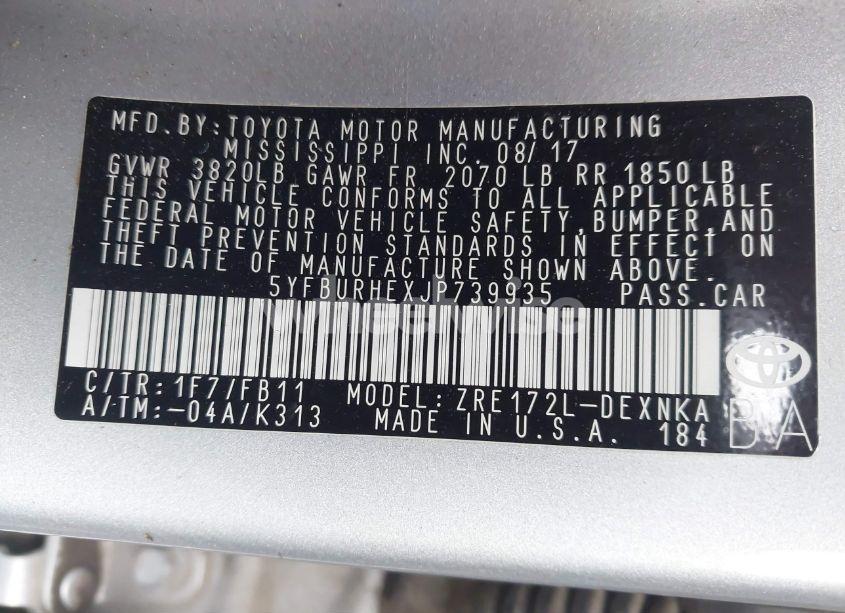 MFD.BY:TOYOTA MOTOR MANUFACTURING
MISSISSIPPI INC. 08/17
GVWR 3820LB GAWR FR 2070 LB RR 1850 LB
THIS VEHICLE CONFORMS TO ALL APPLICABLE
FEDERAL MOTOR VEHICLE SAFETY,BUMPER,AND
THEFT PREVENTION STANDARDS IN EFFECT ON
THE DATE OF MANUFACTURE SHOWN ABOVE.
5YFBURHEXJP739935 PASS.CAR
wheelwise
C/TR:1F7/FB11 MODEL:ZRE172L-DEXNKA
A/TM:-04A/K313 MADE IN U.S.A. 184
BA